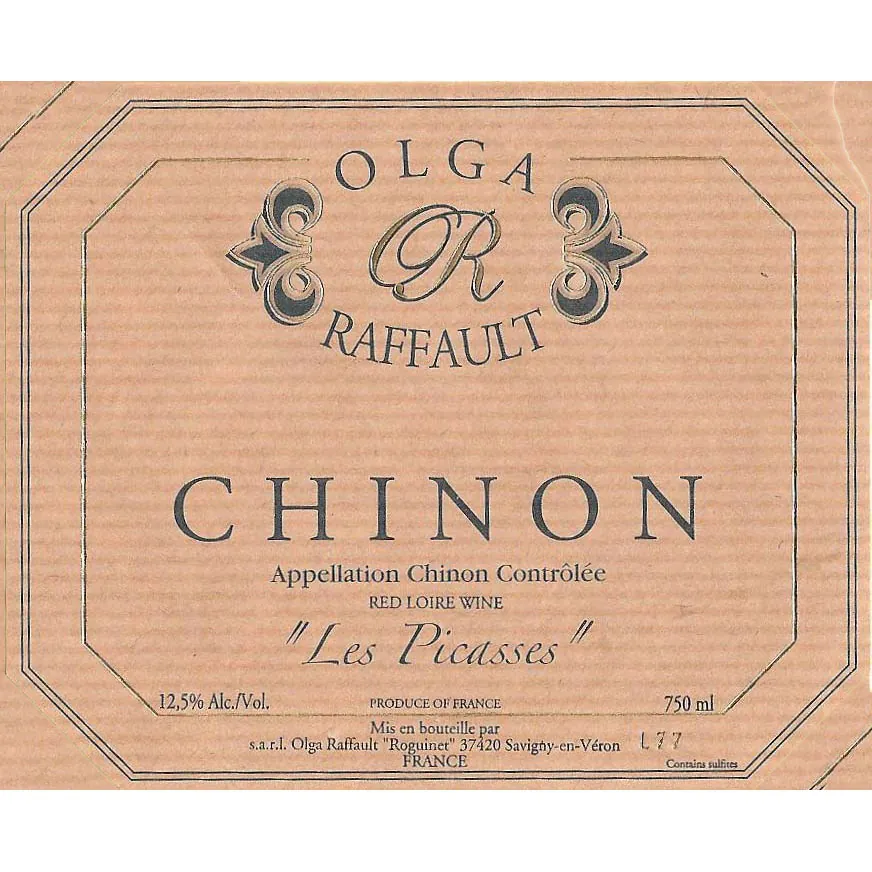 OLGA
OR
RAFFAULT
CHINON
Appellation Chinon Contrôlée
RED LOIRE WINE
"Les Picasses"
12,5% Alc./Vol. PRODUCE OF FRANCE 750 ml
Mis en bouteille par
s.a.r.l. Olga Raffault "Roguinet" 37420 Savigny-en-Véron L77
FRANCE Contains sulfites